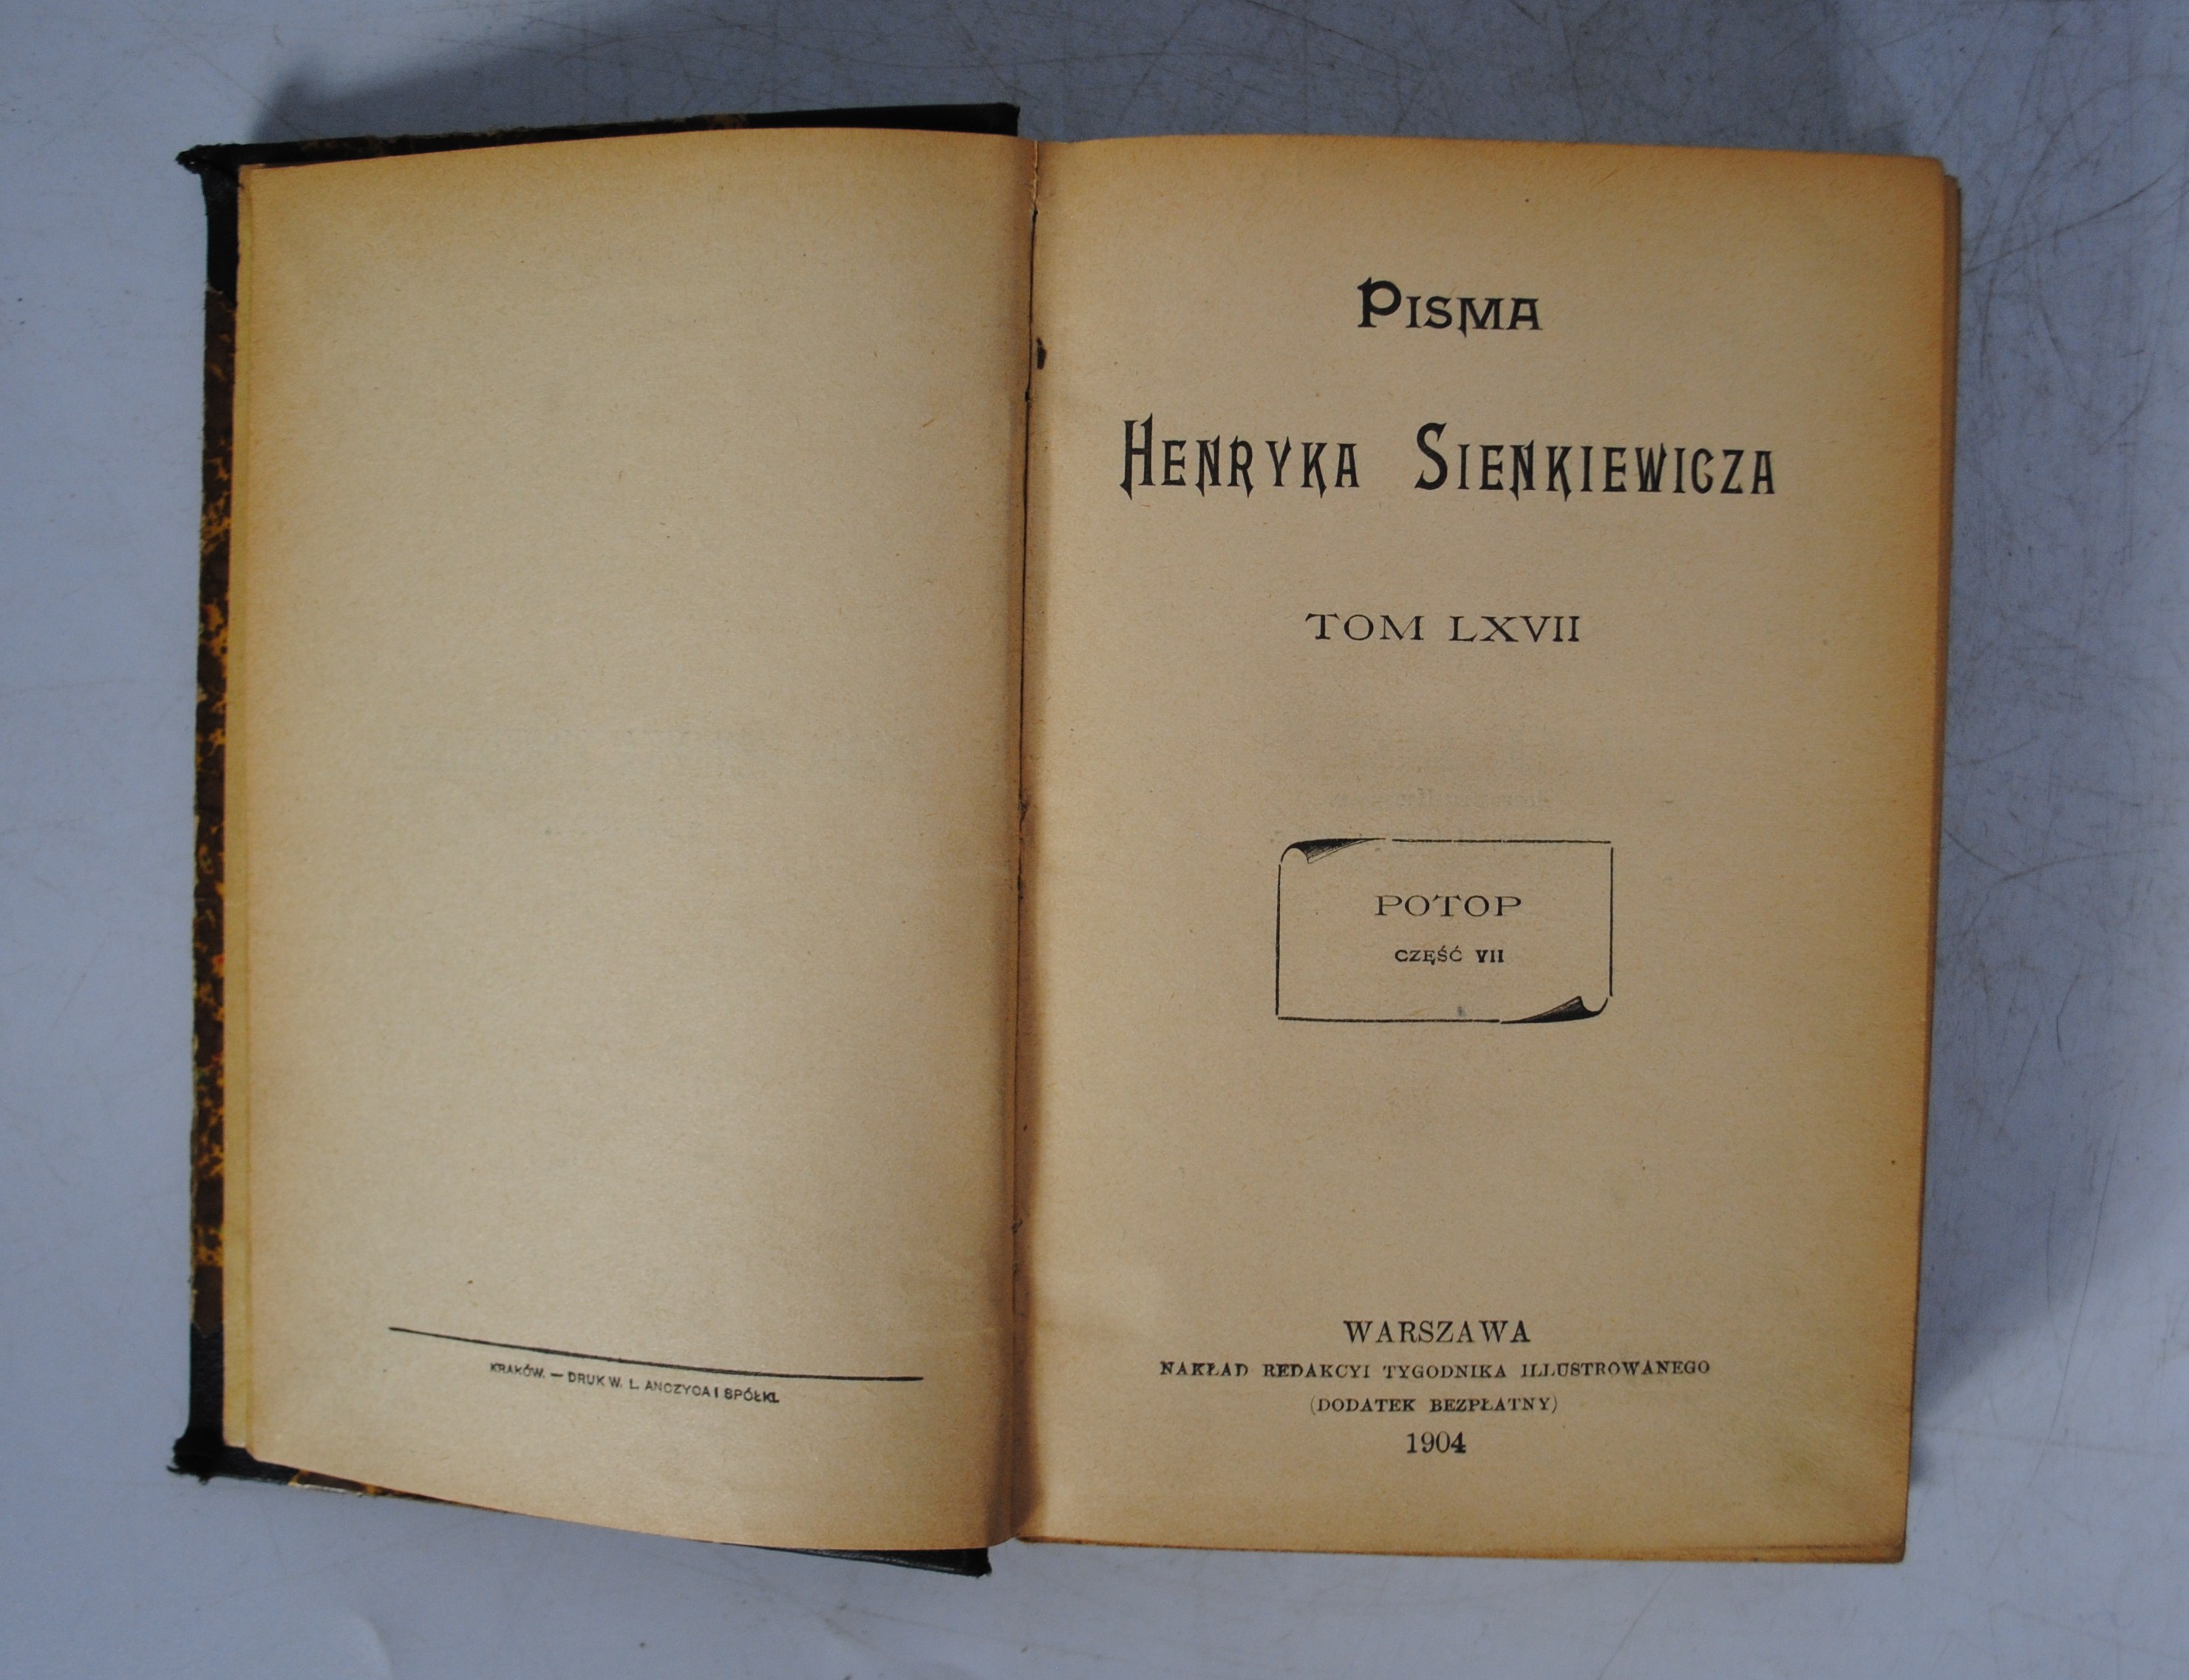 KRAKÓW. — DRUK W. L. ANCZYCA I SPÓŁKI.
PISMA
HENRYKA SIENKIEWICZA
TOM LXVII
POTOP
CZĘŚĆ VII
WARSZAWA
NAKŁAD REDAKCYI TYGODNIKA ILLUSTROWANEGO
(DODATEK BEZPŁATNY)
1904